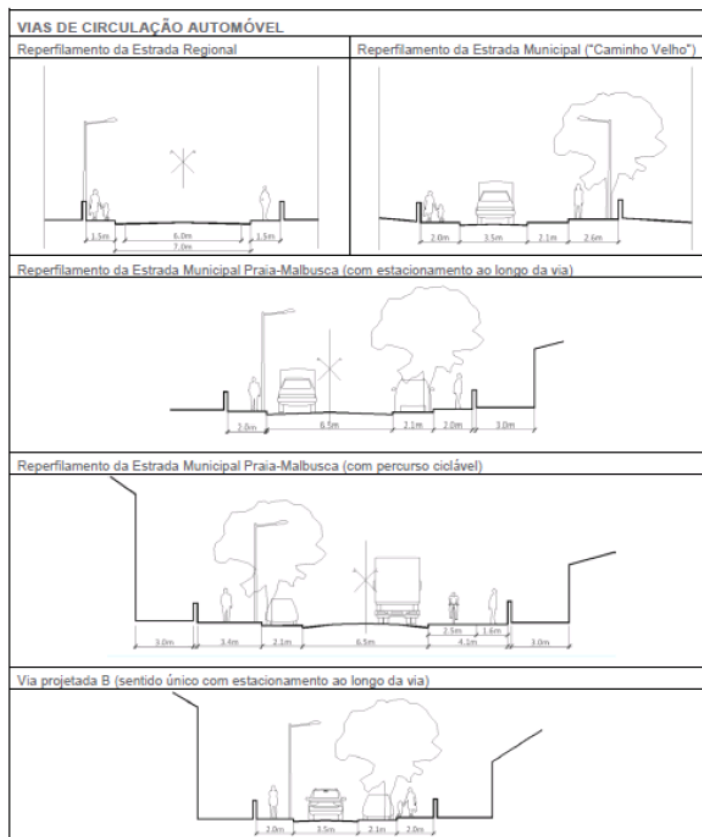 VIAS DE CIRCULAÇÃO AUTOMÓVEL
Reperfilamento da Estrada Regional
Reperfilamento da Estrada Municipal ("Caminho Velho")
1.5m 6.0m 1.5m
7.0m
2.0m 3.5m 2.1m 2.6m
Reperfilamento da Estrada Municipal Praia-Malbusca (com estacionamento ao longo da via)
2.0m 6.5m 2.1m 2.0m 3.0m
Reperfilamento da Estrada Municipal Praia-Malbusca (com percurso ciclável)
2.5m 1.6m
3.0m 3.4m 2.1m 6.5m 4.1m 3.0m
Via projetada B (sentido único com estacionamento ao longo da via)
2.0m 3.5m 2.1m 2.0m